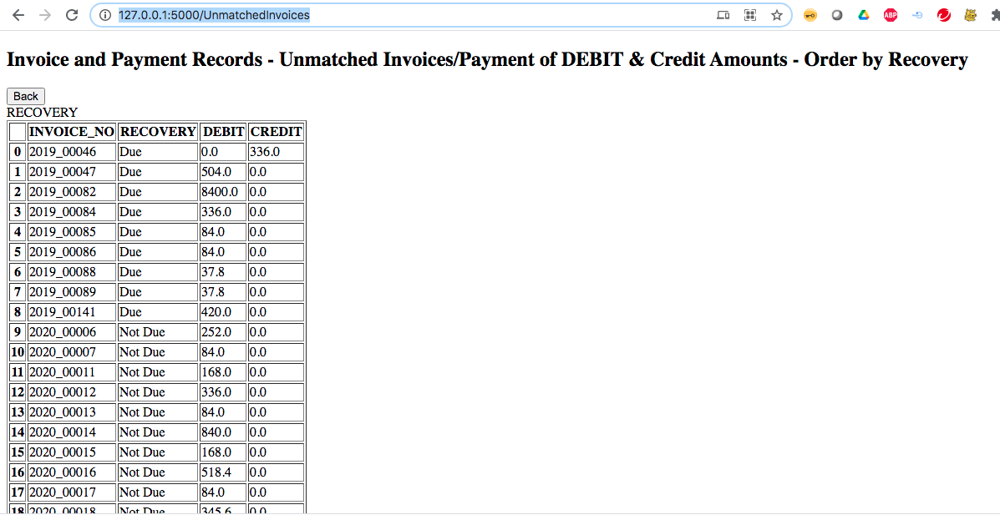 127.0.0.1:5000/UnmatchedInvoices
ABP
Invoice and Payment Records - Unmatched Invoices/Payment of DEBIT & Credit Amounts - Order by Recovery
Back
RECOVERY
INVOICE_NO RECOVERY DEBIT CREDIT
0 2019_00046 Due 0.0 336.0
1 2019_00047 Due 504.0 0.0
2 2019_00082 Due 8400.0 0.0
3 2019_00084 Due 336.0 0.0
4 2019_00085 Due 84.0 0.0
5 2019_00086 Due 84.0 0.0
6 2019_00088 Due 37.8 0.0
7 2019_00089 Due 37.8 0.0
8 2019_00141 Due 420.0 0.0
9 2020_00006 Not Due 252.0 0.0
10 2020_00007 Not Due 84.0 0.0
11 2020_00011 Not Due 168.0 0.0
12 2020_00012 Not Due 336.0 0.0
13 2020_00013 Not Due 84.0 0.0
14 2020_00014 Not Due 840.0 0.0
15 2020_00015 Not Due 168.0 0.0
16 2020_00016 Not Due 518.4 0.0
17 2020_00017 Not Due 84.0 0.0
18 2020_00018 Not Due 345.6 0.0